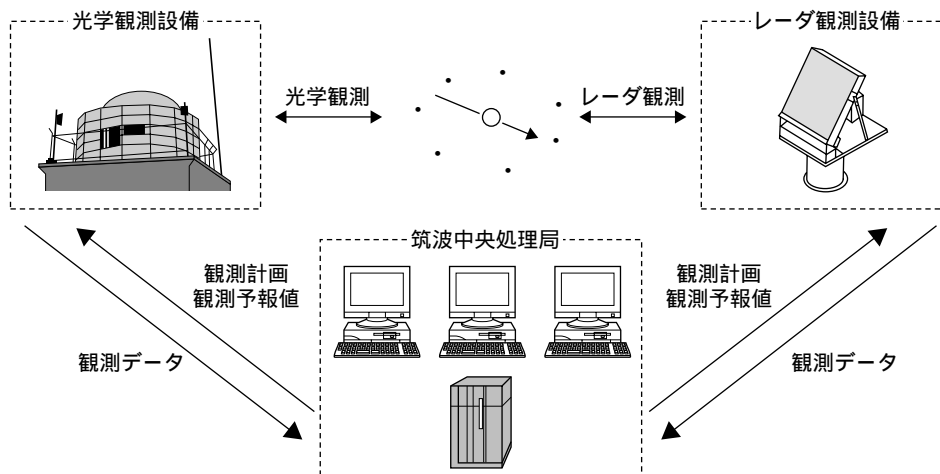 光学観測設備
レーダ観測設備
光学観測
レーダ観測
筑波中央処理局
観測計画
観測予報値
観測計画
観測予報値
観測データ
観測データ